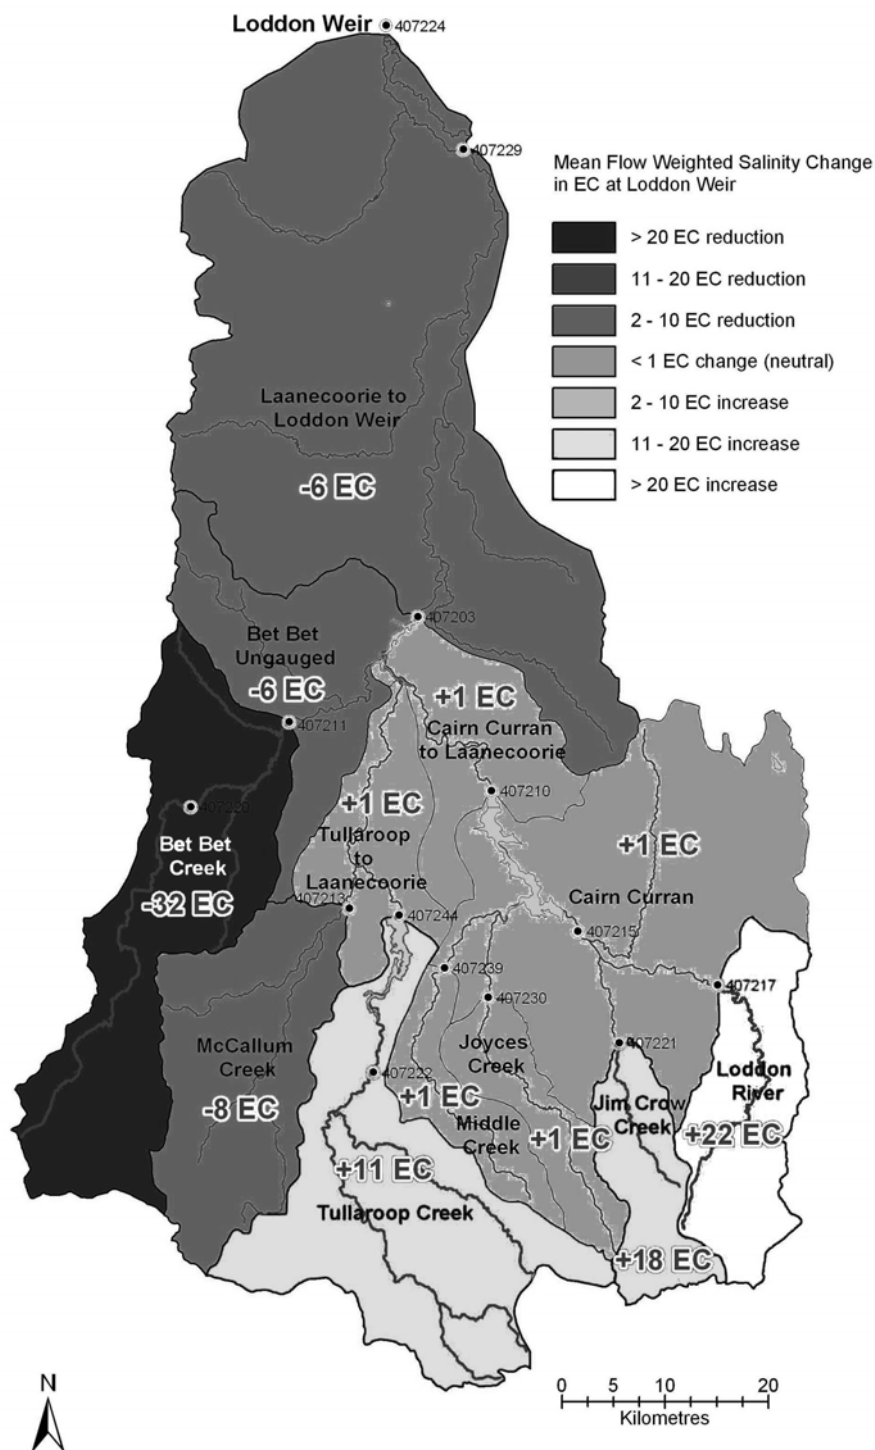 Loddon Weir
407224
407229
Mean Flow Weighted Salinity Change
in EC at Loddon Weir
> 20 EC reduction
11 - 20 EC reduction
2 - 10 EC reduction
< 1 EC change (neutral)
2 - 10 EC increase
11 - 20 EC increase
> 20 EC increase
Laanecoorie to
Loddon Weir
-6 EC
407203
Bet Bet
Ungauged
-6 EC
407211
+1 EC
Cairn Curran
to Laanecoorie
407210
407220
Bet Bet
Creek
-32 EC
+1 EC
Tullaroop
to
Laanecoorie
407213
407244
+1 EC
Cairn Curran
407215
407239
407230
407217
McCallum
Creek
-8 EC
407222
Joyces
Creek
407221
Loddon
River
+1 EC
Middle
Creek
+1 EC
Jim Crow
Creek
+22 EC
+11 EC
Tullaroop Creek
+18 EC
N
0 5 10 20
Kilometres